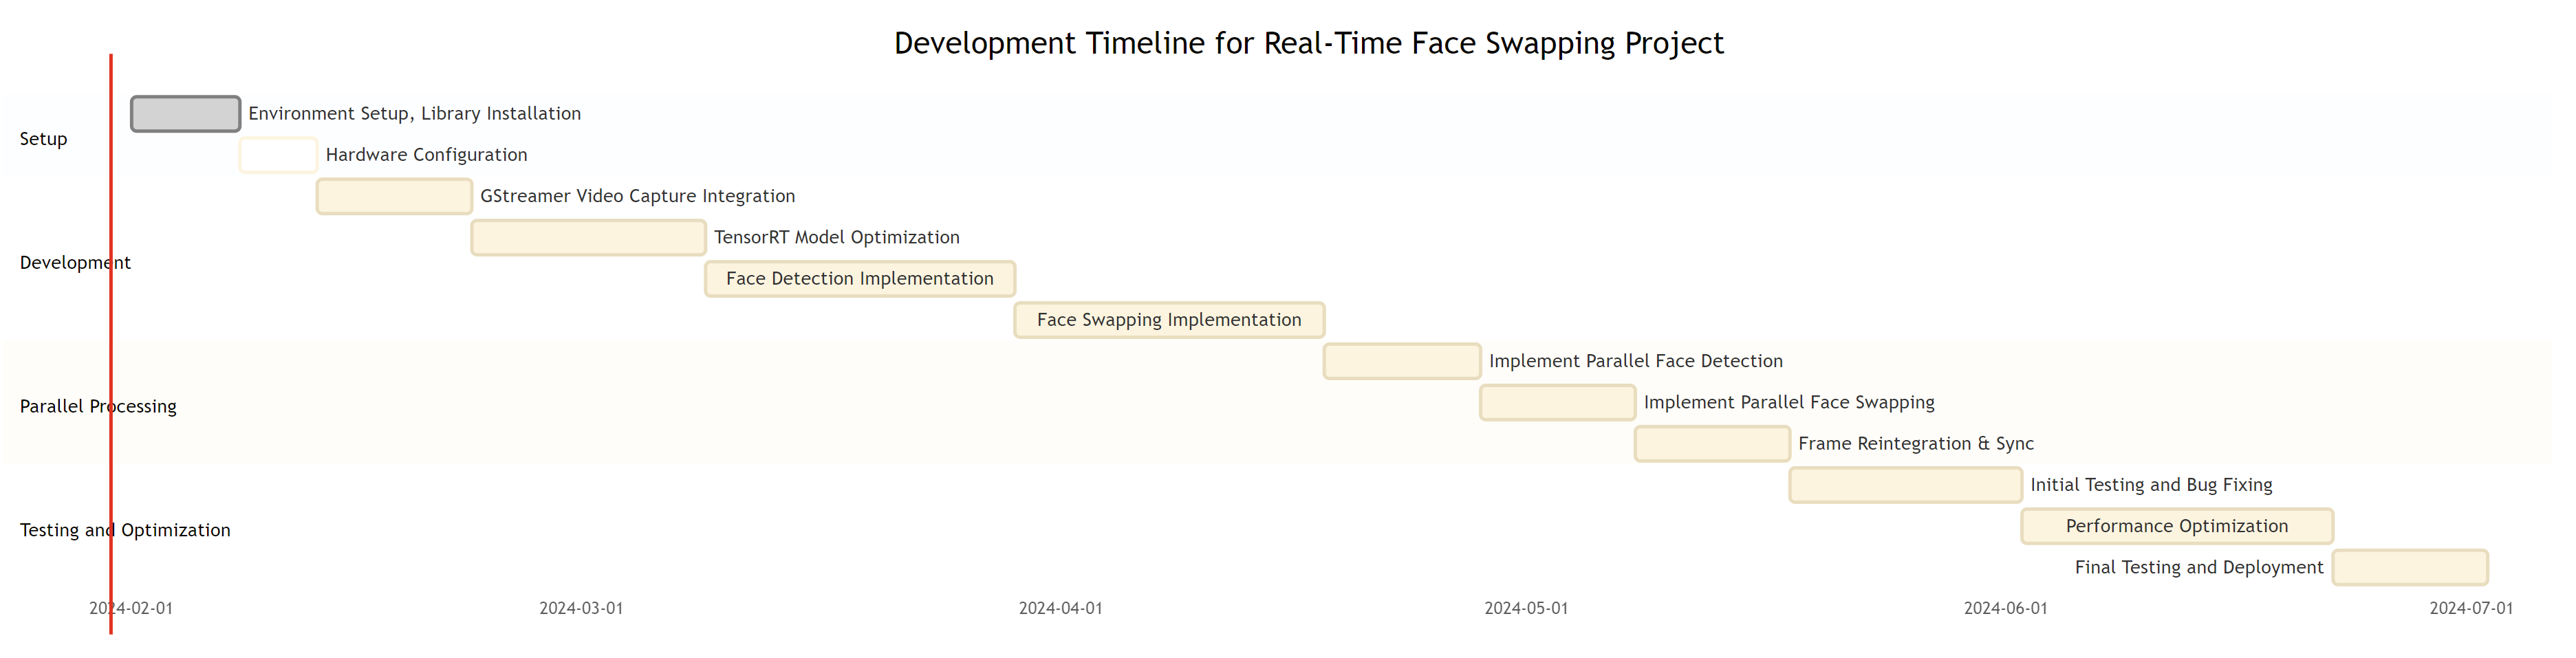 Development Timeline for Real-Time Face Swapping Project
Setup
Environment Setup, Library Installation
Hardware Configuration
Development
GStreamer Video Capture Integration
TensorRT Model Optimization
Face Detection Implementation
Face Swapping Implementation
Parallel Processing
Implement Parallel Face Detection
Implement Parallel Face Swapping
Frame Reintegration & Sync
Testing and Optimization
Initial Testing and Bug Fixing
Performance Optimization
Final Testing and Deployment
2024-02-01 2024-03-01 2024-04-01 2024-05-01 2024-06-01 2024-07-01